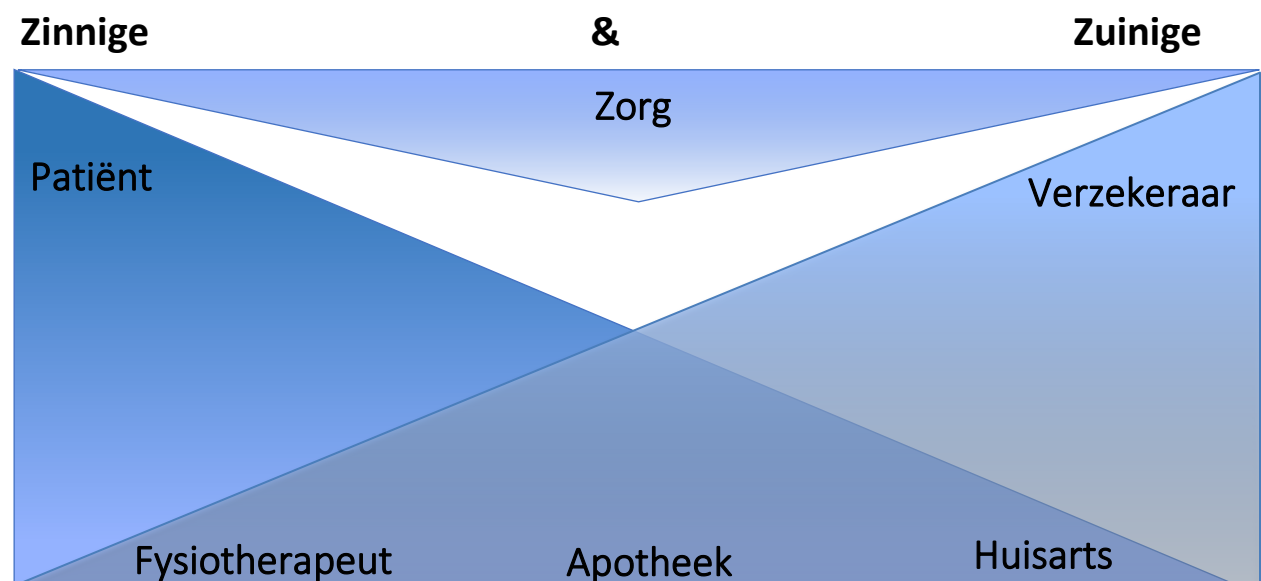 Zinnige & Zuinige
Zorg
Patiënt
Verzekeraar
Fysiotherapeut Apotheek Huisarts